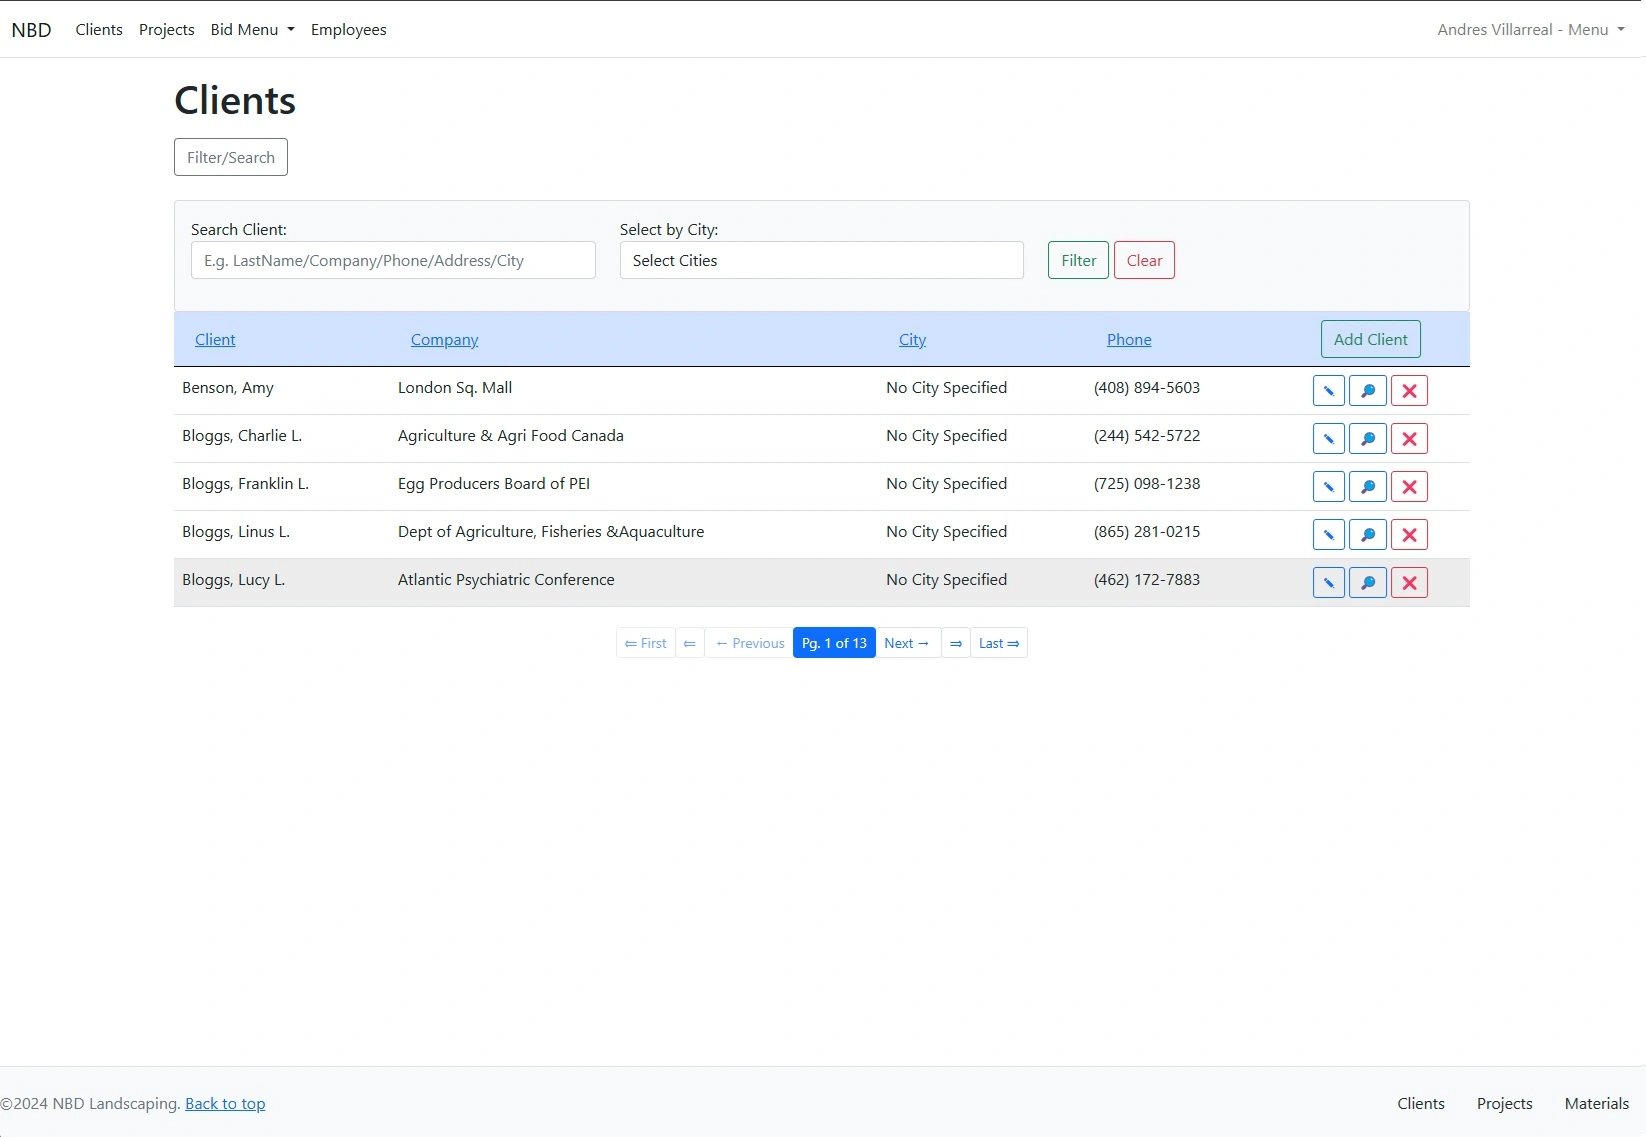 NBD Clients Projects Bid Menu Employees Andres Villarreal - Menu
Clients
Filter/Search
Search Client: Select by City:
E.g. LastName/Company/Phone/Address/City Select Cities Filter Clear
Client Company City Phone Add Client
Benson, Amy London Sq. Mall No City Specified (408) 894-5603
Bloggs, Charlie L. Agriculture & Agri Food Canada No City Specified (244) 542-5722
Bloggs, Franklin L. Egg Producers Board of PEI No City Specified (725) 098-1238
Bloggs, Linus L. Dept of Agriculture, Fisheries &Aquaculture No City Specified (865) 281-0215
Bloggs, Lucy L. Atlantic Psychiatric Conference No City Specified (462) 172-7883
⇐ First ⇐ ← Previous Pg. 1 of 13 Next → ⇒ Last ⇒
©2024 NBD Landscaping. Back to top Clients Projects Materials